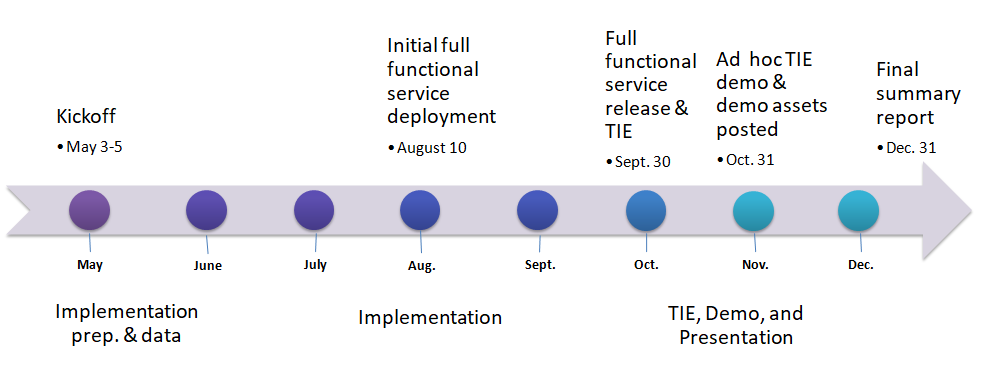 Kickoff
•May 3-5
Initial full
functional
service
deployment
•August 10
Full
functional
service
release &
TIE
•Sept. 30
Ad hoc TIE
demo &
demo assets
posted
•Oct. 31
Final
summary
report
•Dec. 31
May
June
July
Aug.
Sept.
Oct.
Nov.
Dec.
Implementation
prep. & data
Implementation
TIE, Demo, and
Presentation